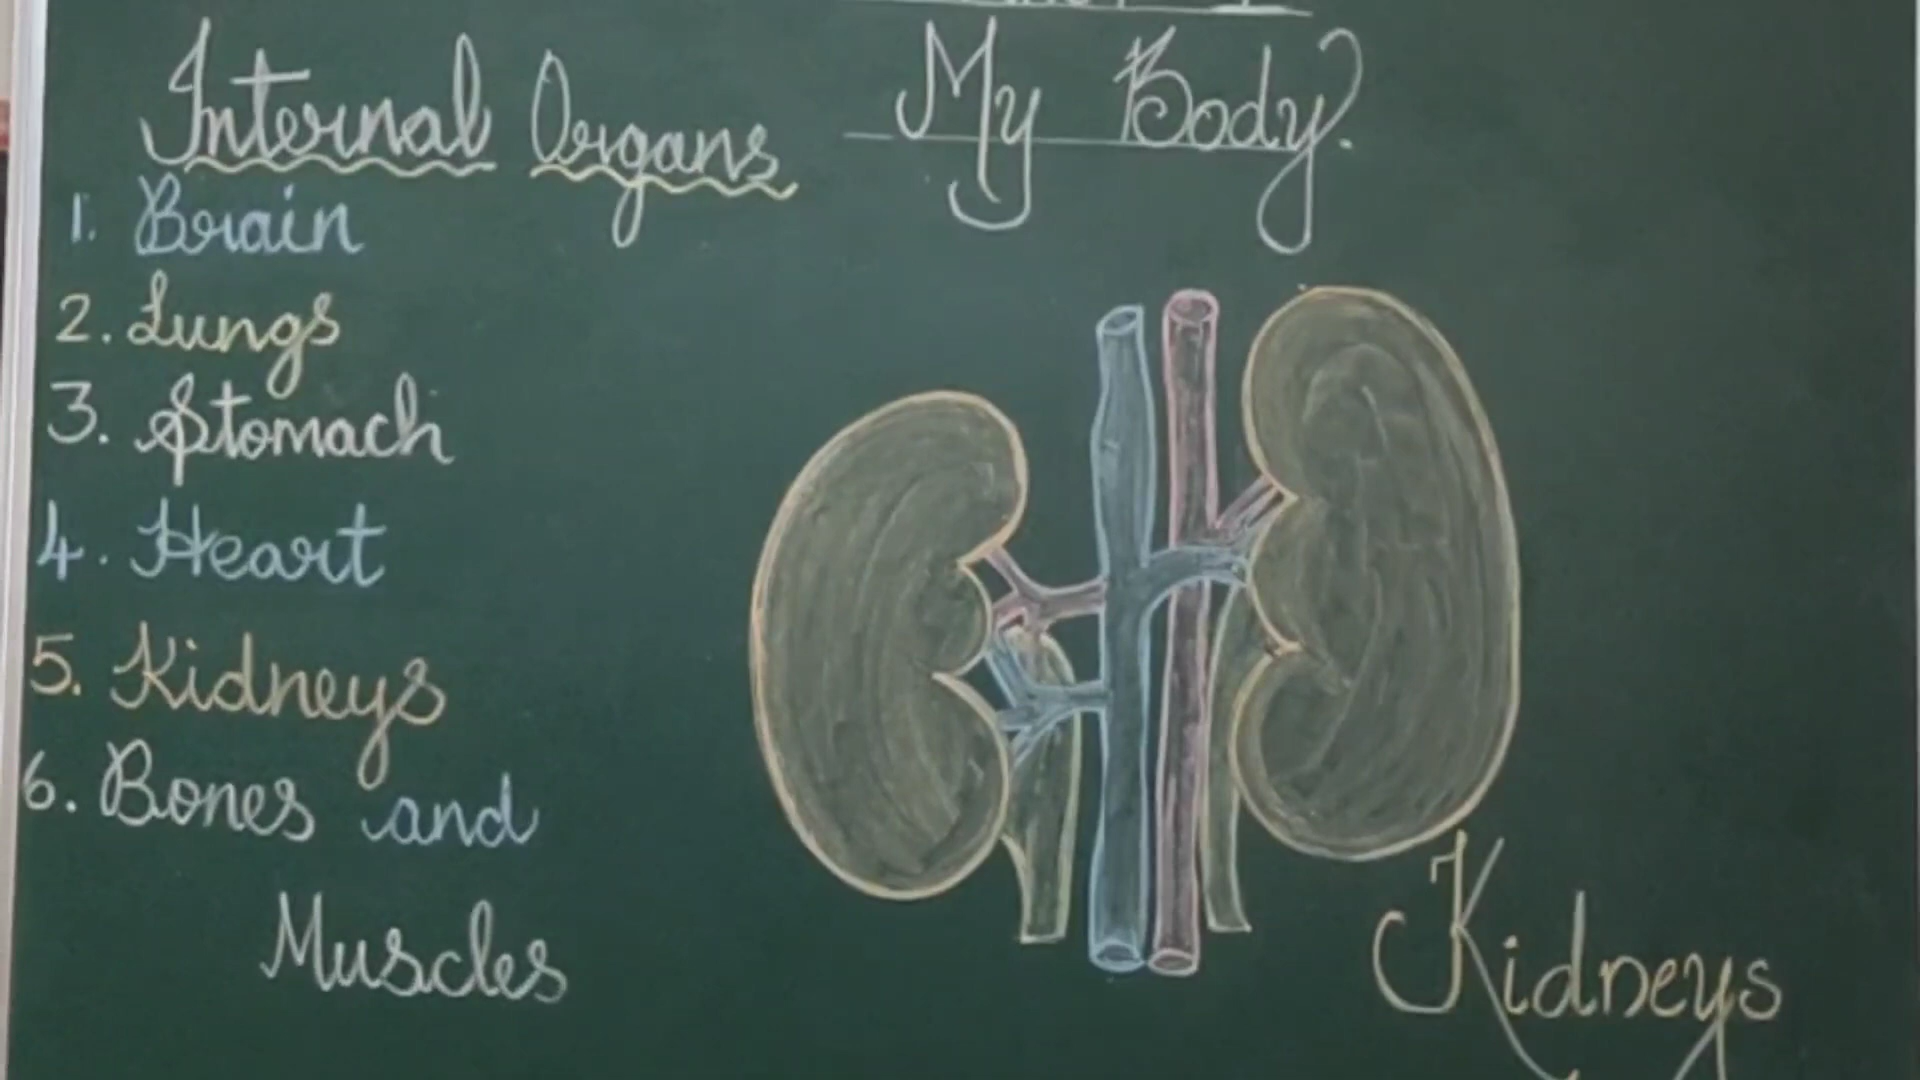 My Body.
Internal Organs
1. Brain
2. Lungs
3. Stomach
4. Heart
5. Kidneys
6. Bones and
Muscles
Kidneys